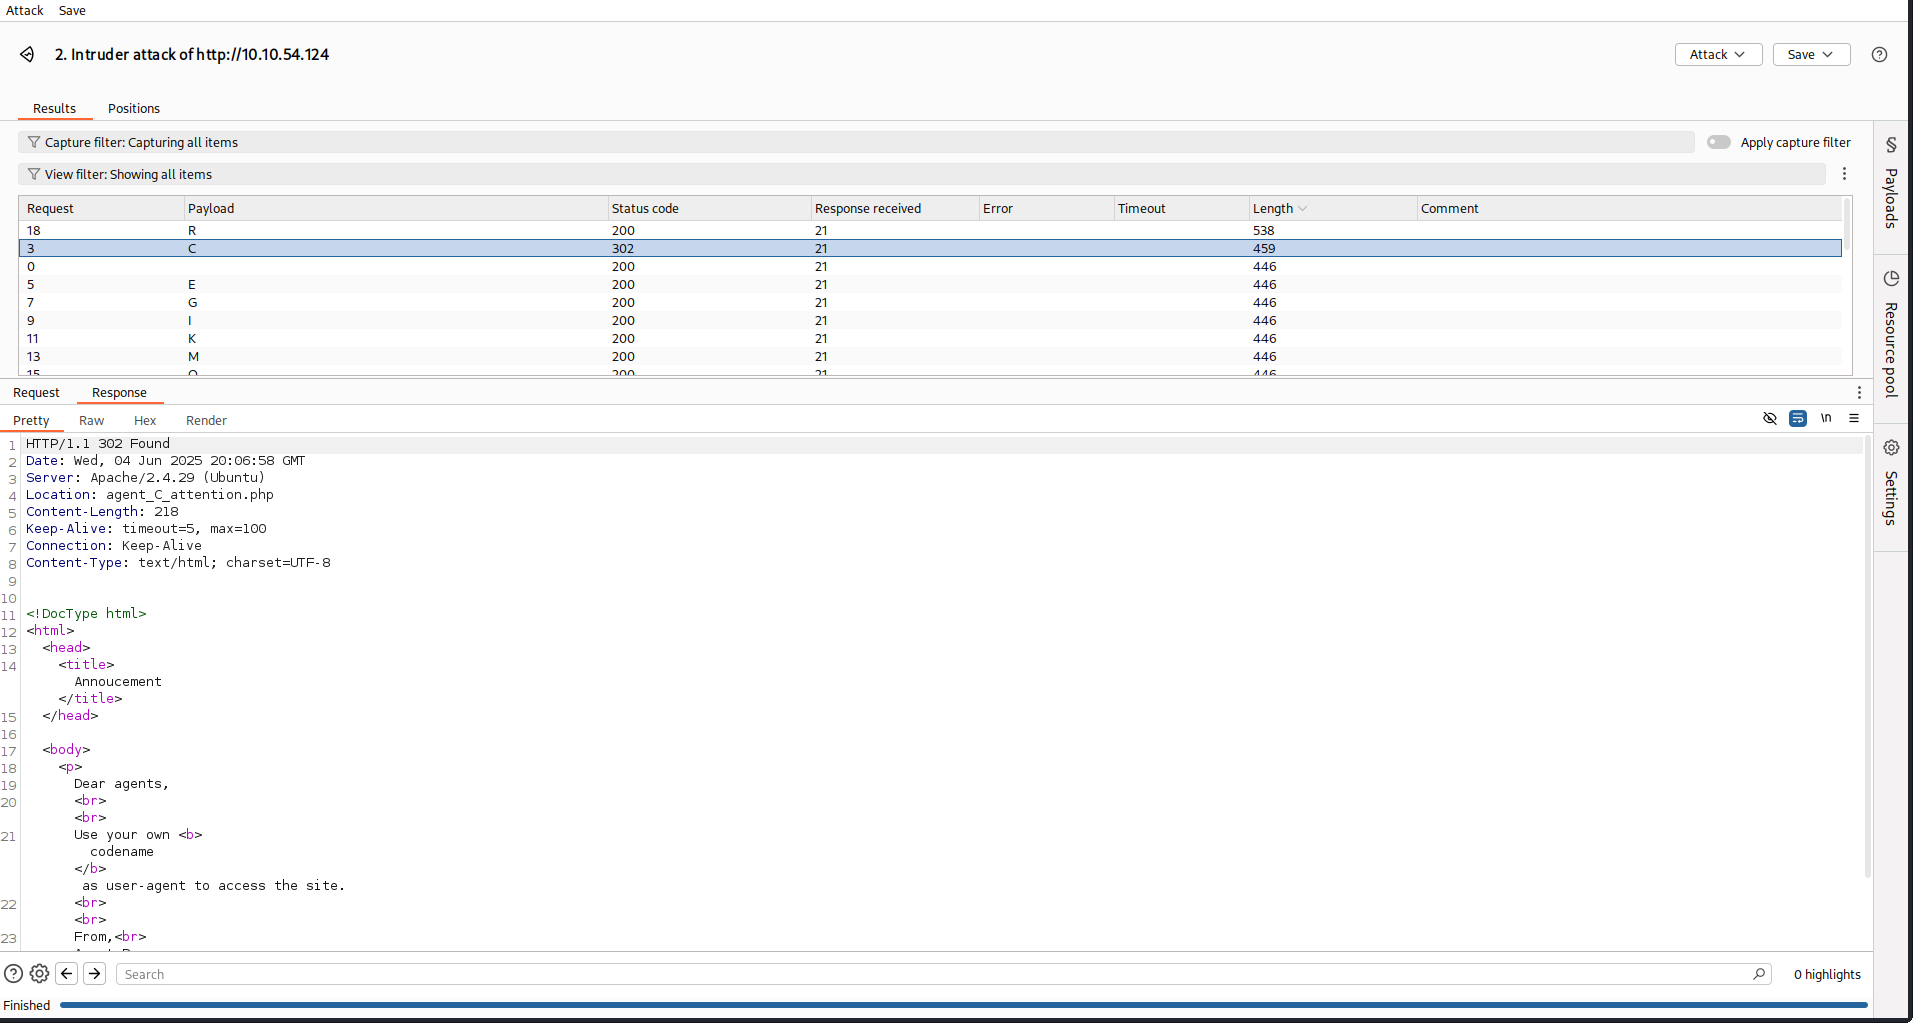 Attack Save
2. Intruder attack of http://10.10.54.124
Attack Save
Results Positions
Capture filter: Capturing all items
Apply capture filter
View filter: Showing all items
Request Payload Status code Response received Error Timeout Length Comment
18 R 200 21 538
3 C 302 21 459
0 200 21 446
5 E 200 21 446
7 G 200 21 446
9 I 200 21 446
11 K 200 21 446
13 M 200 21 446
15 O 200 21 446
Request Response
Pretty Raw Hex Render
\n
1 HTTP/1.1 302 Found
2 Date: Wed, 04 Jun 2025 20:06:58 GMT
3 Server: Apache/2.4.29 (Ubuntu)
4 Location: agent_C_attention.php
5 Content-Length: 218
6 Keep-Alive: timeout=5, max=100
7 Connection: Keep-Alive
8 Content-Type: text/html; charset=UTF-8
9
10
11 <!DocType html>
12 <html>
13 <head>
14 <title>
Annoucement
</title>
15 </head>
16
17 <body>
18 <p>
19 Dear agents,
20 <br>
<br>
21 Use your own <b>
codename
</b>
as user-agent to access the site.
22 <br>
<br>
23 From,<br>
Search
0 highlights
Finished
§ Payloads
Resource pool
Settings